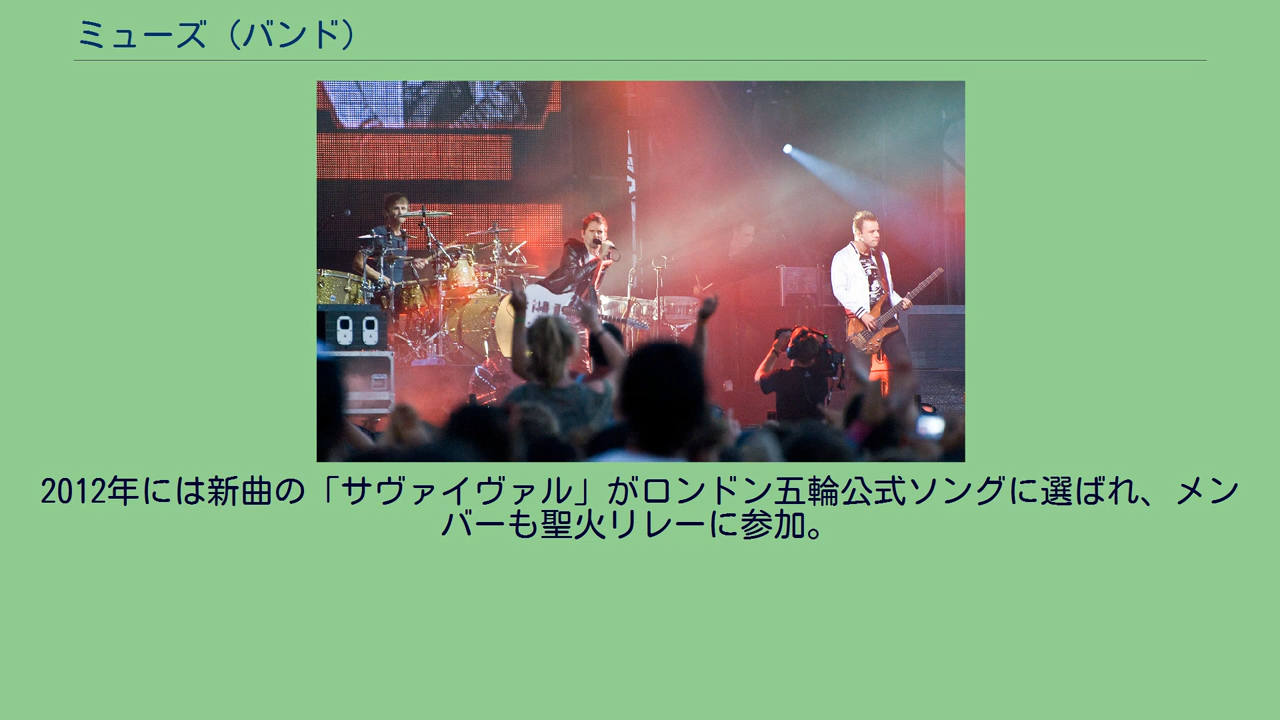 ミューズ（バンド）
2012年には新曲の「サヴァイヴァル」がロンドン五輪公式ソングに選ばれ、メン
バーも聖火リレーに参加。